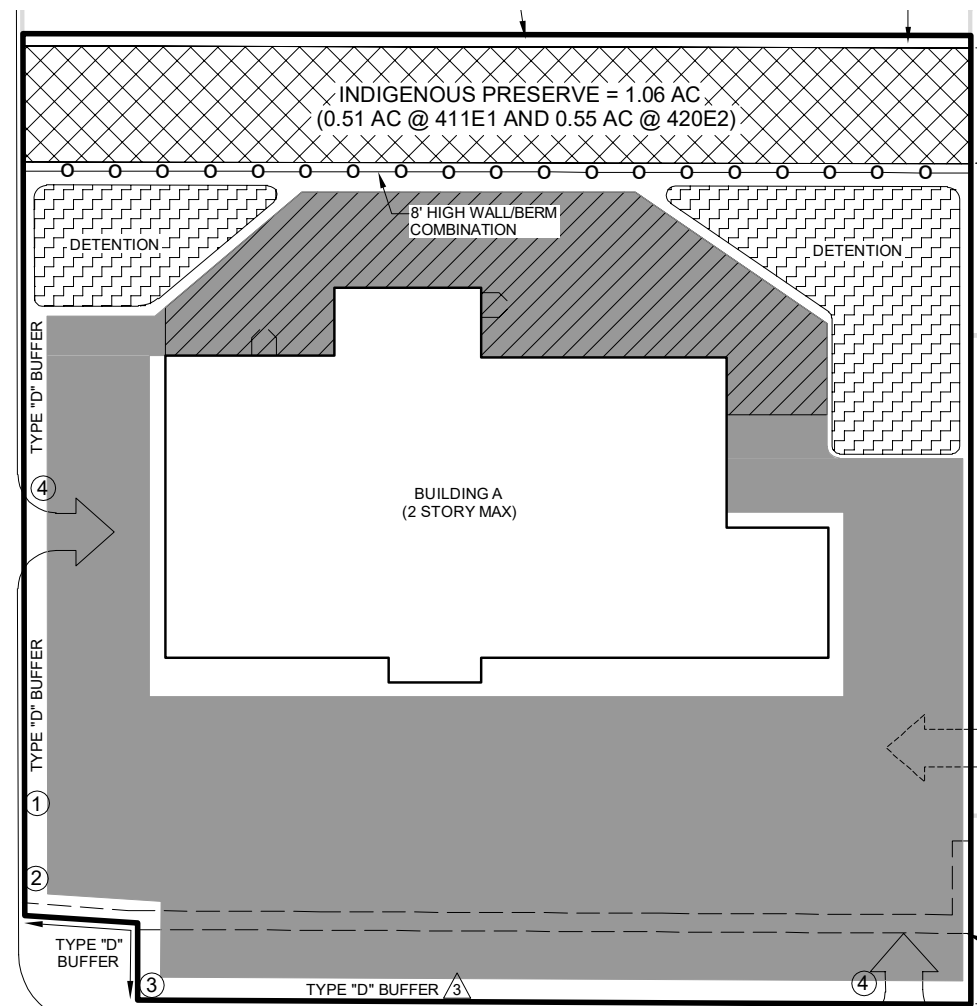 INDIGENOUS PRESERVE = 1.06 AC
(0.51 AC @ 411E1 AND 0.55 AC @ 420E2)
8' HIGH WALL/BERM
COMBINATION
DETENTION
DETENTION
TYPE "D" BUFFER
4
BUILDING A
(2 STORY MAX)
TYPE "D" BUFFER
1
2
TYPE "D"
BUFFER
3
TYPE "D" BUFFER
3
4